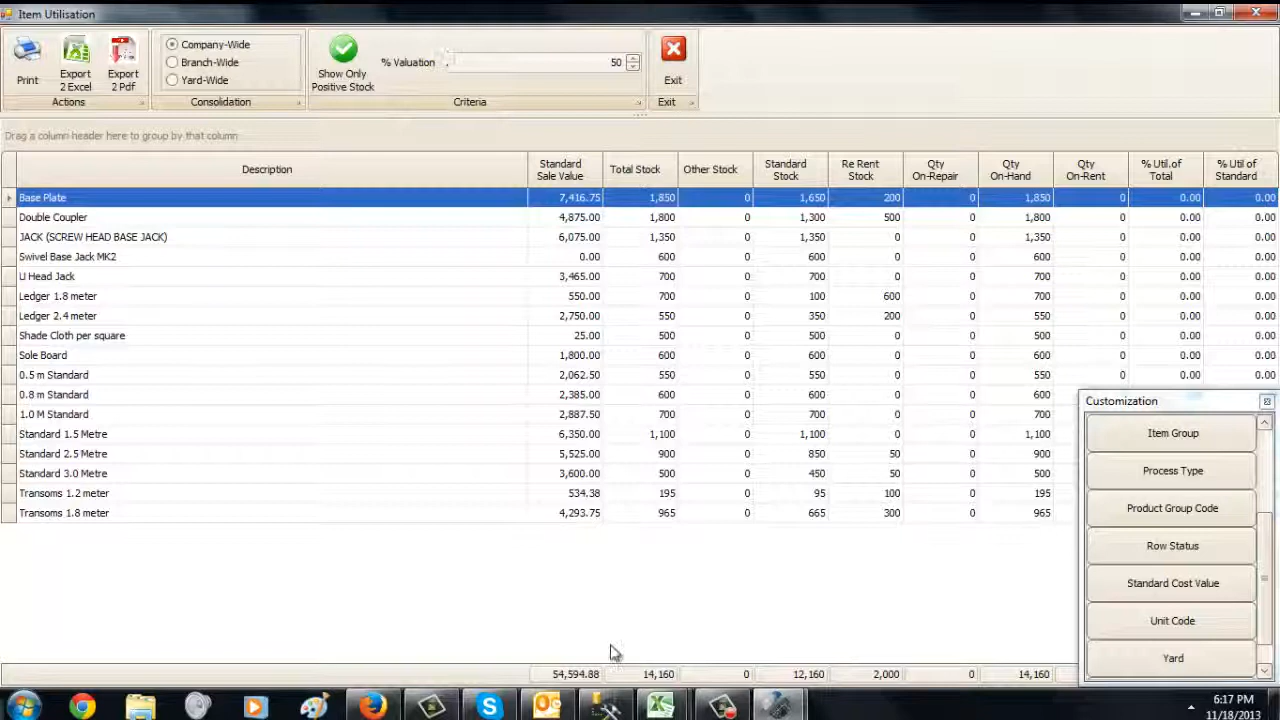 Item Utilisation
Print
Export
2 Excel
Export
2 Pdf
Actions
Company-Wide
Branch-Wide
Yard-Wide
Consolidation
Show Only
Positive Stock
% Valuation
50
Criteria
Exit
Exit
Drag a column header here to group by that column
Description Standard Sale Value Total Stock Other Stock Standard Stock Re Rent Stock Qty On-Repair Qty On-Hand Qty On-Rent % Util.of Total % Util of Standard
Base Plate 7,416.75 1,850 0 1,650 200 0 1,850 0 0.00 0.00
Double Coupler 4,875.00 1,800 0 1,300 500 0 1,800 0 0.00 0.00
JACK (SCREW HEAD BASE JACK) 6,075.00 1,350 0 1,350 0 0 1,350 0 0.00 0.00
Swivel Base Jack MK2 0.00 600 0 600 0 0 600 0 0.00 0.00
U Head Jack 3,465.00 700 0 700 0 0 700 0 0.00 0.00
Ledger 1.8 meter 550.00 700 0 100 600 0 700 0 0.00 0.00
Ledger 2.4 meter 2,750.00 550 0 350 200 0 550 0 0.00 0.00
Shade Cloth per square 25.00 500 0 500 0 0 500 0 0.00 0.00
Sole Board 1,800.00 600 0 600 0 0 600 0 0.00 0.00
0.5 m Standard 2,062.50 550 0 550 0 0 550 0 0.00 0.00
0.8 m Standard 2,385.00 600 0 600 0 0 600
1.0 M Standard 2,887.50 700 0 700 0 0 700
Standard 1.5 Metre 6,350.00 1,100 0 1,100 0 0 1,100
Standard 2.5 Metre 5,525.00 900 0 850 50 0 900
Standard 3.0 Metre 3,600.00 500 0 450 50 0 500
Transoms 1.2 meter 534.38 195 0 95 100 0 195
Transoms 1.8 meter 4,293.75 965 0 665 300 0 965
54,594.88 14,160 0 12,160 2,000 0 14,160
Customization
Item Group
Process Type
Product Group Code
Row Status
Standard Cost Value
Unit Code
Yard
6:17 PM
11/18/2013